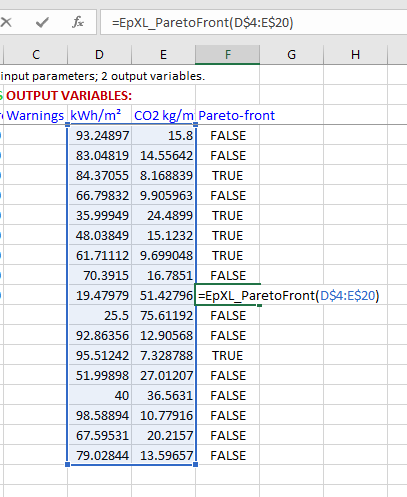 =EpXL_ParetoFront(D$4:E$20)
C D E F G H
input parameters; 2 output variables.
OUTPUT VARIABLES:
Warnings kWh/m² CO2 kg/m Pareto-front
93.24897 15.8 FALSE
83.04819 14.55642 FALSE
84.37055 8.168839 TRUE
66.79832 9.905963 FALSE
35.99949 24.4899 TRUE
48.03849 15.1232 TRUE
61.71112 9.699048 TRUE
70.3915 16.7851 FALSE
19.47979 51.42796 =EpXL_ParetoFront(D$4:E$20)
25.5 75.61192 FALSE
92.86356 12.90568 FALSE
95.51242 7.328788 TRUE
51.99898 27.01207 FALSE
40 36.5631 FALSE
98.58894 10.77916 FALSE
67.59531 20.2157 FALSE
79.02844 13.59657 FALSE